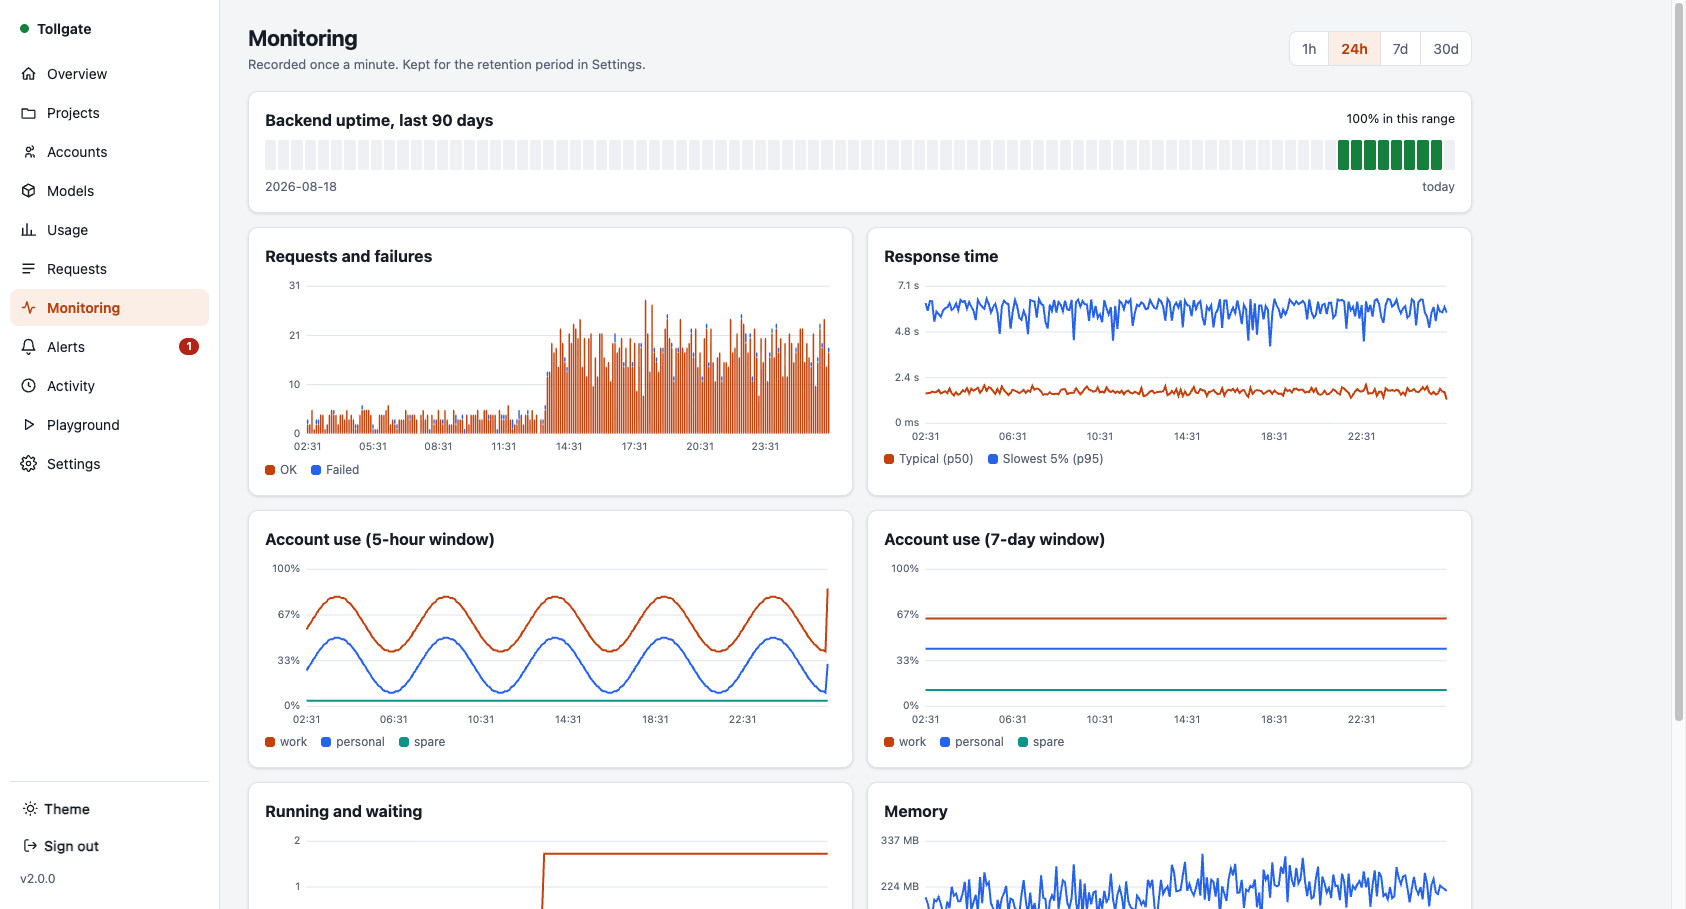 Tollgate
Overview
Projects
Accounts
Models
Usage
Requests
Monitoring
Alerts 1
Activity
Playground
Settings
Theme
Sign out
v2.0.0
Monitoring
Recorded once a minute. Kept for the retention period in Settings.
1h 24h 7d 30d
Backend uptime, last 90 days
100% in this range
2026-08-18 today
Requests and failures
31
21
10
0
02:31 05:31 08:31 11:31 14:31 17:31 20:31 23:31
OK Failed
Response time
7.1 s
4.8 s
2.4 s
0 ms
02:31 06:31 10:31 14:31 18:31 22:31
Typical (p50) Slowest 5% (p95)
Account use (5-hour window)
100%
67%
33%
0%
02:31 06:31 10:31 14:31 18:31 22:31
work personal spare
Account use (7-day window)
100%
67%
33%
0%
02:31 06:31 10:31 14:31 18:31 22:31
work personal spare
Running and waiting
2
1
Memory
337 MB
224 MB